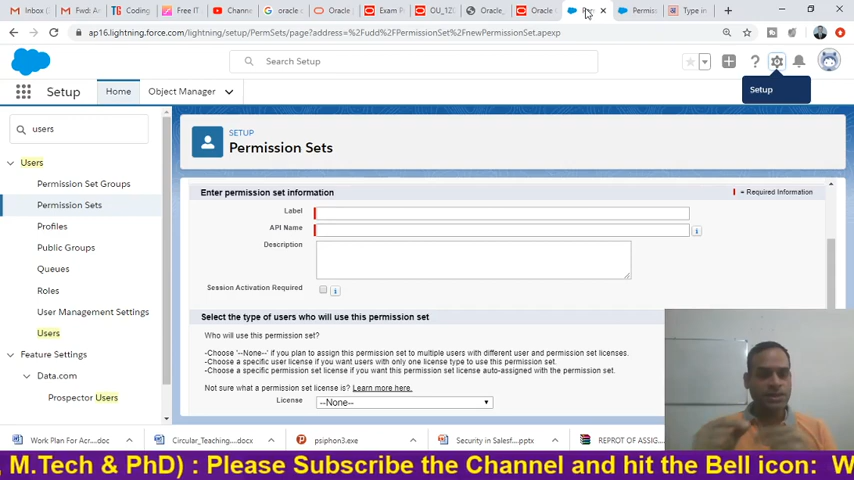 Inbox (
Fwd: Ar
Coding
Free IT
Channe
oracle c
Oracle (
Exam P
OU_1Z0
Oracle_
Oracle
Permiss
Type in
ap16.lightning.force.com/lightning/setup/PermSets/page?address=%2Fudd%2FPermissionSet%2FnewPermissionSet.apexp
Search Setup
Setup
Home
Object Manager
Setup
users
Users
Permission Set Groups
Permission Sets
Profiles
Public Groups
Queues
Roles
User Management Settings
Users
Feature Settings
Data.com
Prospector Users
SETUP
Permission Sets
Enter permission set information
= Required Information
Label
API Name
Description
Session Activation Required
Select the type of users who will use this permission set
Who will use this permission set?
-Choose '--None--' if you plan to assign this permission set to multiple users with different user and permission set licenses.
-Choose a specific user license if you want users with only one license type to use this permission set.
-Choose a specific permission set license if you want this permission set license auto-assigned with the permission set.
Not sure what a permission set license is? Learn more here.
License
--None--
Work Plan For Acr....doc
Circular_Teaching....docx
psiphon3.exe
Security in Salesf....pptx
REPROT OF ASSIG
, M.Tech & PhD) : Please Subscribe the Channel and hit the Bell icon: W